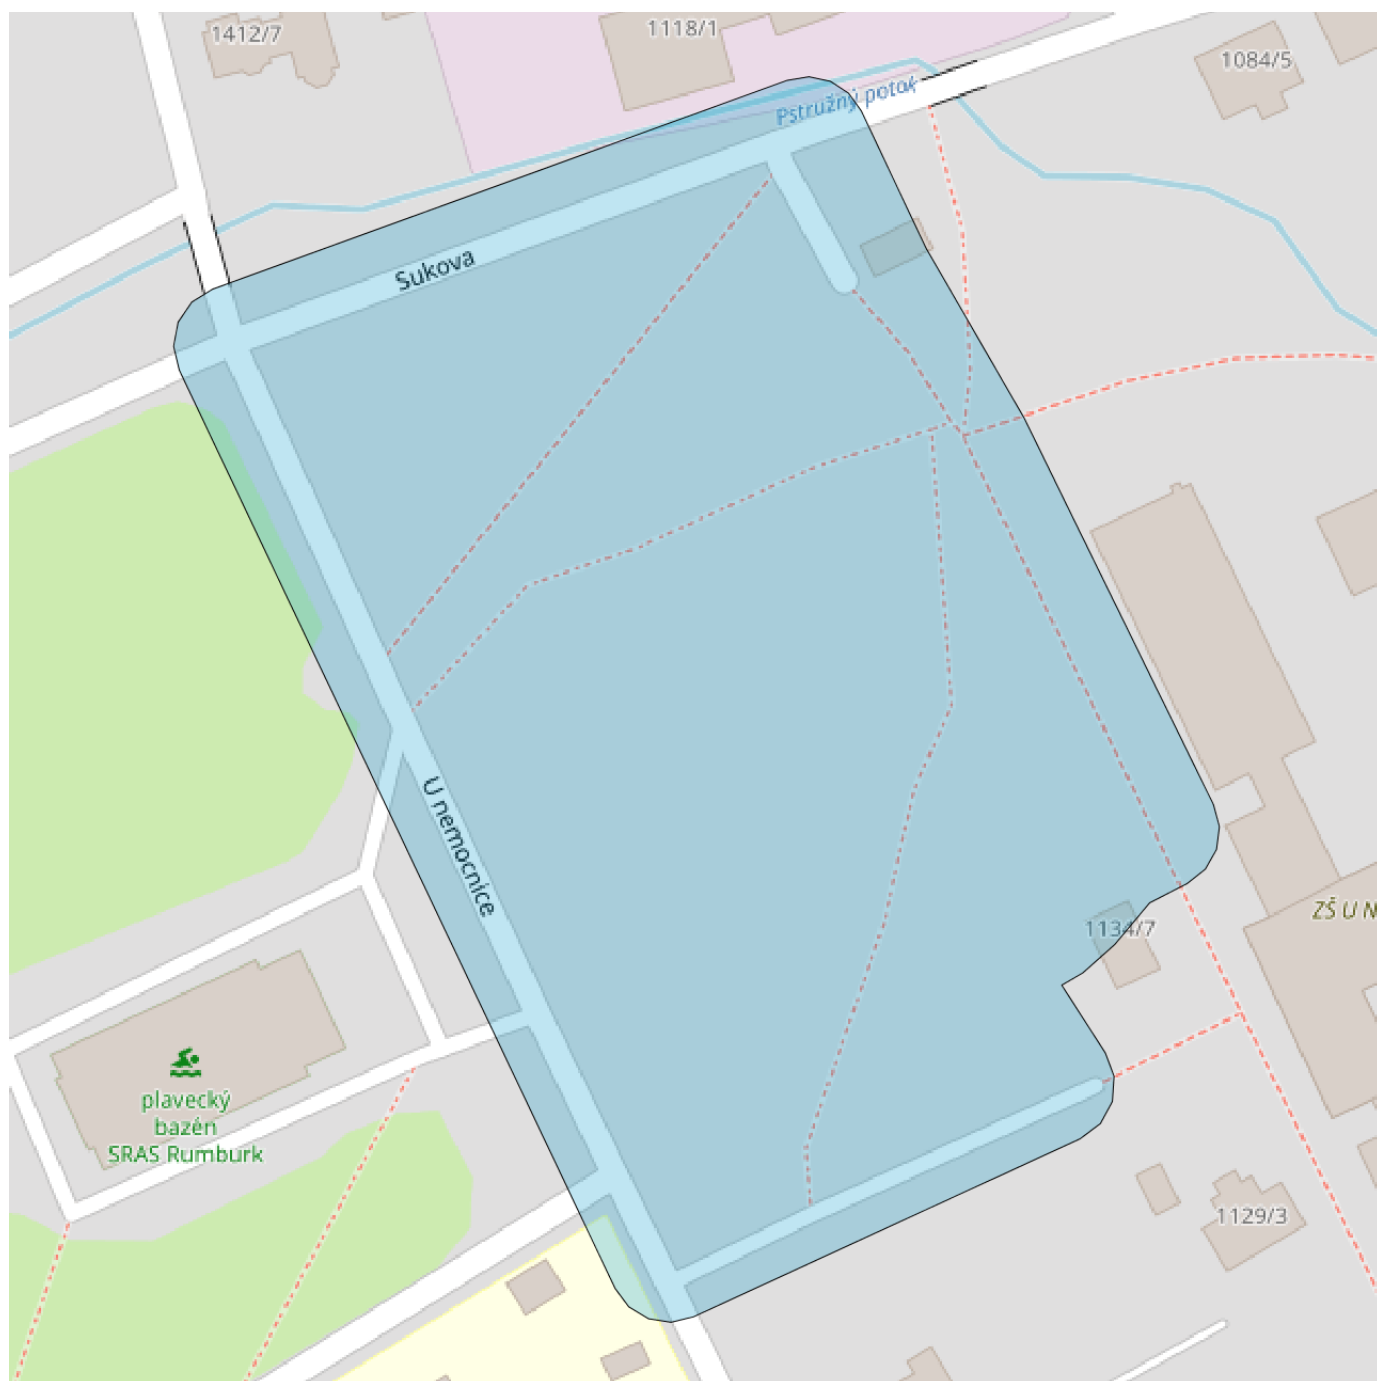 1412/7
1118/1
1084/5
Pstružný potok
Sukova
U nemocnice
1134/7
ZŠ U N
plavecký
bazén
SRAS Rumburk
1129/3